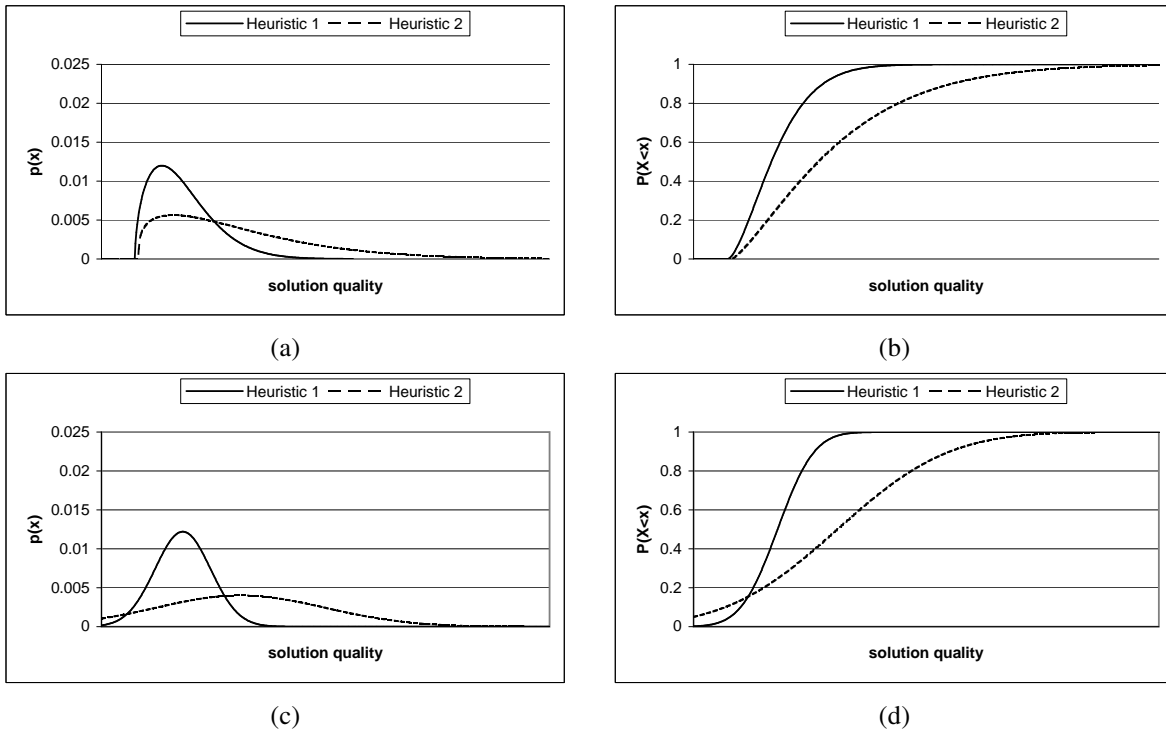 Heuristic 1 Heuristic 2
p(x)
0.025
0.02
0.015
0.01
0.005
0
solution quality
(a)
Heuristic 1 Heuristic 2
P(X<x)
1
0.8
0.6
0.4
0.2
0
solution quality
(b)
Heuristic 1 Heuristic 2
p(x)
0.025
0.02
0.015
0.01
0.005
0
solution quality
(c)
Heuristic 1 Heuristic 2
P(X<x)
1
0.8
0.6
0.4
0.2
0
solution quality
(d)